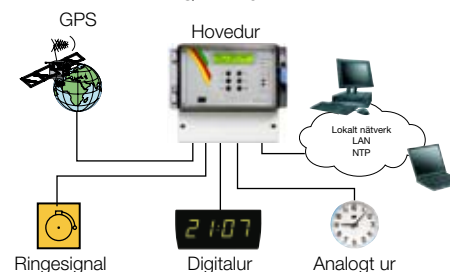 GPS
Hovedur
Lokalt nätverk
LAN
NTP
21:07
Ringesignal
Digitalur
Analogt ur